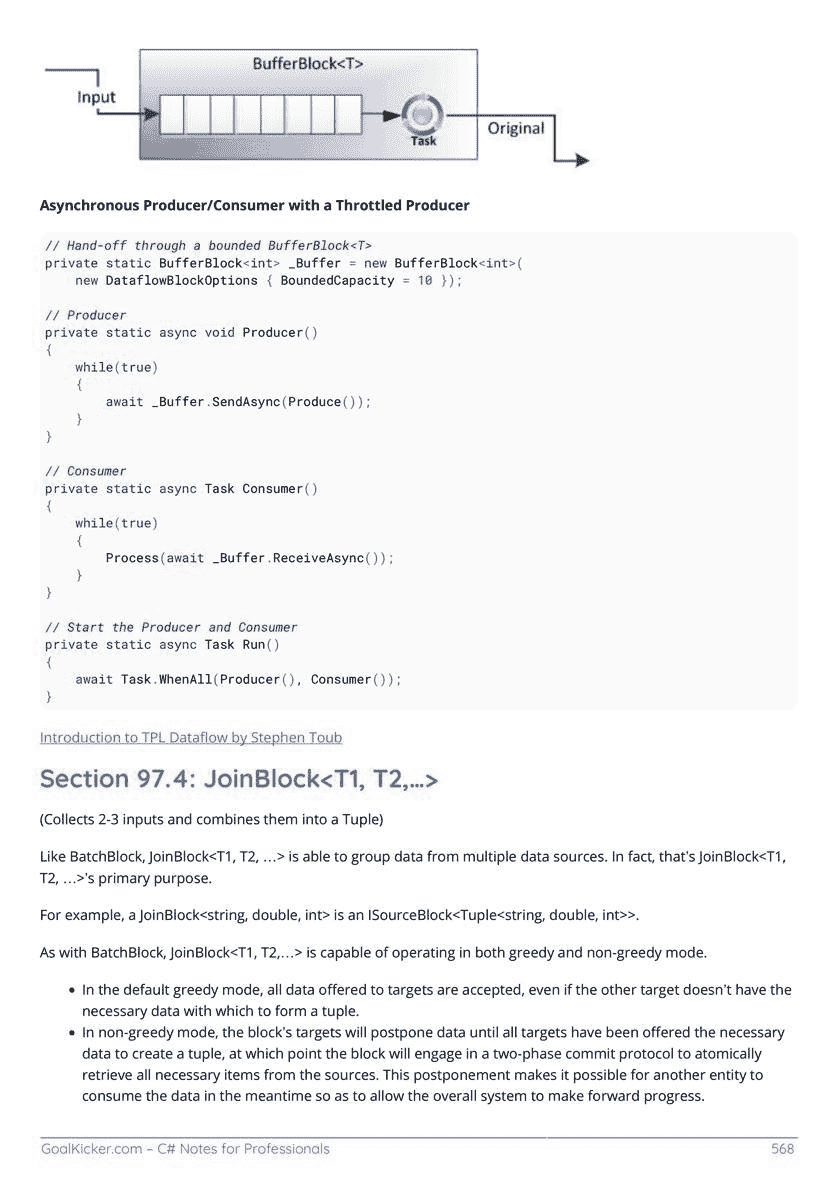 BufferBlock<T>
Input
Task
Original
Asynchronous Producer/Consumer with a Throttled Producer
// Hand-off through a bounded BufferBlock<T>
private static BufferBlock<int> _Buffer = new BufferBlock<int>(
    new DataflowBlockOptions { BoundedCapacity = 10 });
// Producer
private static async void Producer()
{
    while(true)
    {
        await _Buffer.SendAsync(Produce());
    }
}
// Consumer
private static async Task Consumer()
{
    while(true)
    {
        Process(await _Buffer.ReceiveAsync());
    }
}
// Start the Producer and Consumer
private static async Task Run()
{
    await Task.WhenAll(Producer(), Consumer());
}
Introduction to TPL Dataflow by Stephen Toub
Section 97.4: JoinBlock<T1, T2,…>
(Collects 2-3 inputs and combines them into a Tuple)
Like BatchBlock, JoinBlock<T1, T2, …> is able to group data from multiple data sources. In fact, that's JoinBlock<T1,
T2, …>'s primary purpose.
For example, a JoinBlock<string, double, int> is an ISourceBlock<Tuple<string, double, int>>.
As with BatchBlock, JoinBlock<T1, T2,…> is capable of operating in both greedy and non-greedy mode.
• In the default greedy mode, all data offered to targets are accepted, even if the other target doesn't have the
necessary data with which to form a tuple.
• In non-greedy mode, the block's targets will postpone data until all targets have been offered the necessary
data to create a tuple, at which point the block will engage in a two-phase commit protocol to atomically
retrieve all necessary items from the sources. This postponement makes it possible for another entity to
consume the data in the meantime so as to allow the overall system to make forward progress.
GoalKicker.com – C# Notes for Professionals
568